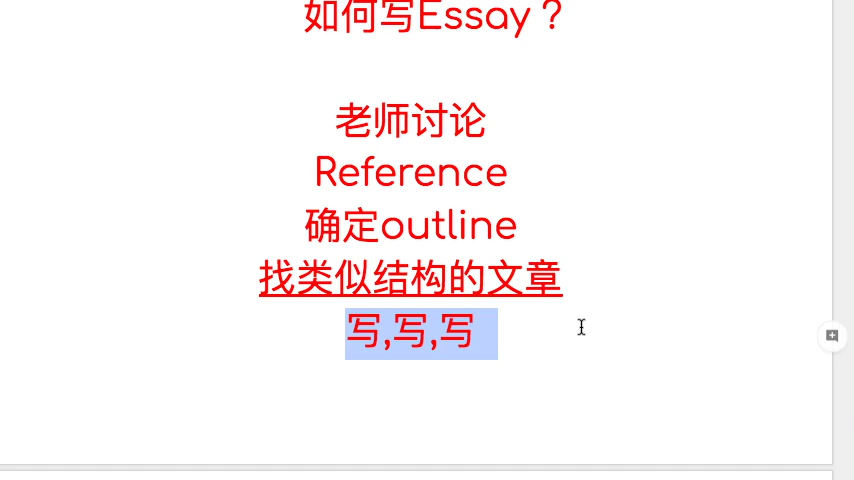 如何写Essay？
老师讨论
Reference
确定outline
找类似结构的文章
写,写,写